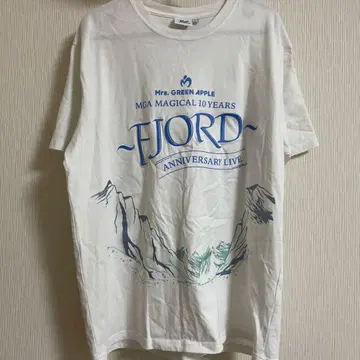 Mrs. GREEN APPLE
MGA MAGICAL 10 YEARS
~FJORD~
ANNIVERSARY LIVE